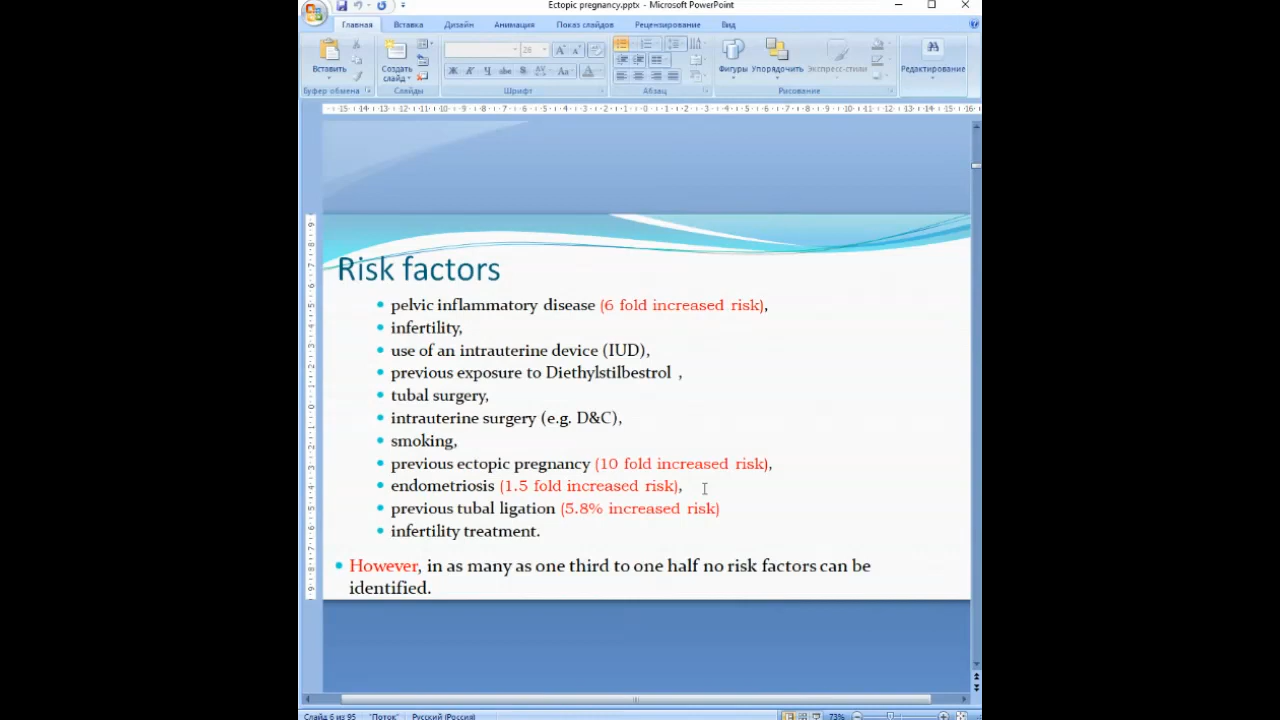 Ectopic pregnancy.pptx - Microsoft PowerPoint
Главная Вставка Дизайн Анимация Показ слайдов Рецензирование Вид
Вставить
Создать слайд
26
Ж К Ч abe S AV Aa A
Фигуры Упорядочить Экспресс-стили
Редактирование
Буфер обмена Слайды Шрифт Абзац Рисование
Risk factors
• pelvic inflammatory disease (6 fold increased risk),
• infertility,
• use of an intrauterine device (IUD),
• previous exposure to Diethylstilbestrol ,
• tubal surgery,
• intrauterine surgery (e.g. D&C),
• smoking,
• previous ectopic pregnancy (10 fold increased risk),
• endometriosis (1.5 fold increased risk),
• previous tubal ligation (5.8% increased risk)
• infertility treatment.
• However, in as many as one third to one half no risk factors can be
identified.
Слайд 6 из 95 "Поток" Русский (Россия) 73%